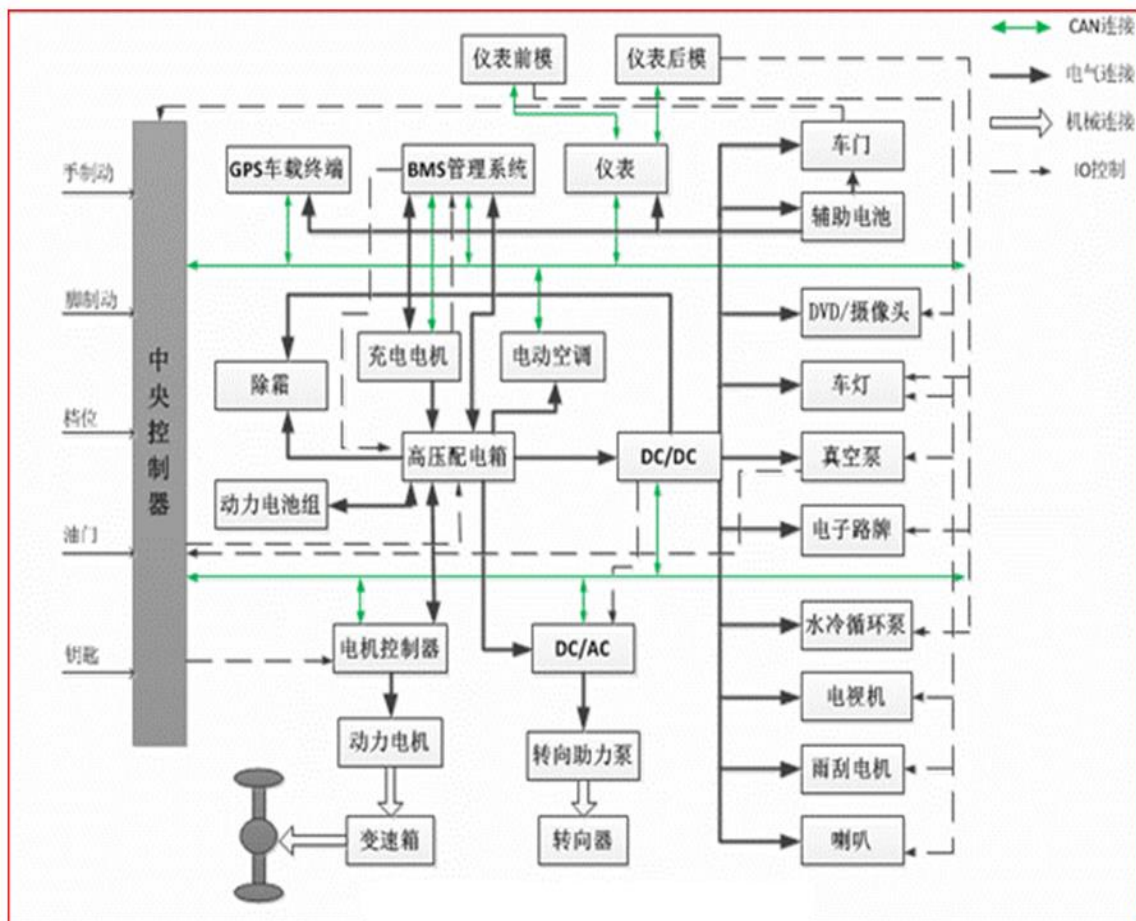 CAN连接
电气连接
机械连接
IO控制
仪表前模
仪表后模
手制动
脚制动
档位
油门
钥匙
中央控制器
GPS车载终端
BMS管理系统
仪表
车门
辅助电池
充电电机
电动空调
除霜
高压配电箱
DC/DC
动力电池组
DVD/摄像头
车灯
真空泵
电子路牌
水冷循环泵
电视机
雨刮电机
喇叭
电机控制器
DC/AC
动力电机
转向助力泵
变速箱
转向器